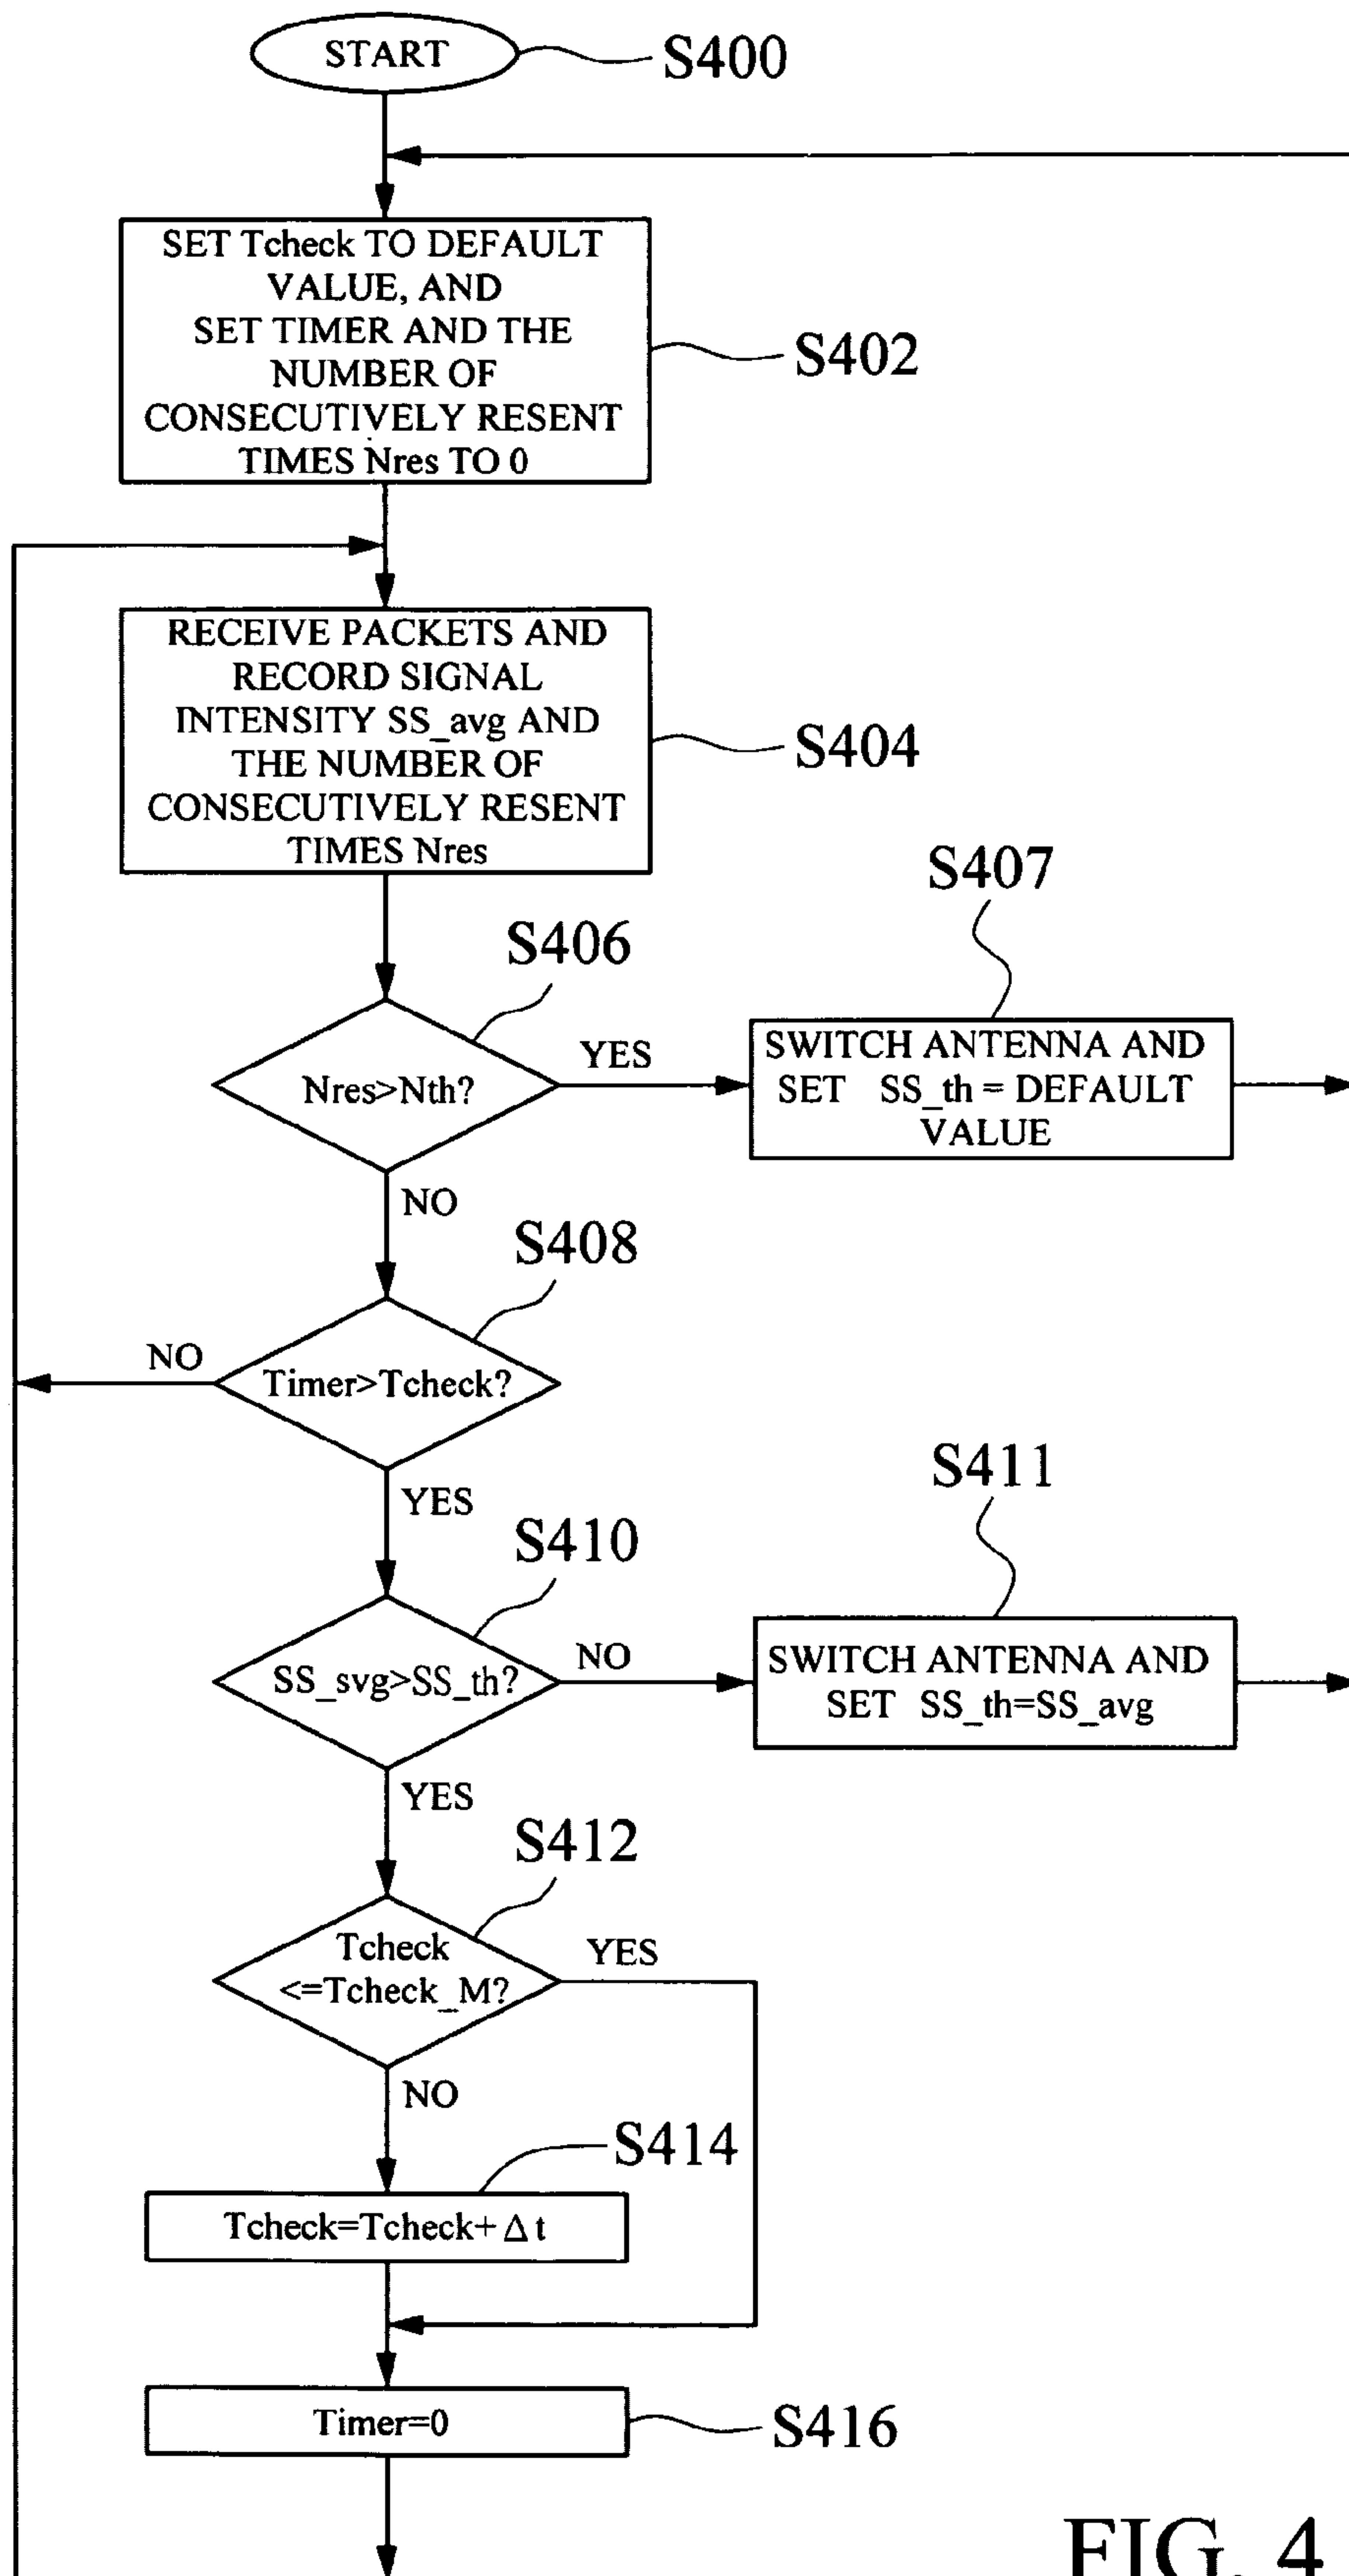 START
S400
SET Tcheck TO DEFAULT
VALUE, AND
SET TIMER AND THE
NUMBER OF
CONSECUTIVELY RESENT
TIMES Nres TO 0
S402
RECEIVE PACKETS AND
RECORD SIGNAL
INTENSITY SS_avg AND
THE NUMBER OF
CONSECUTIVELY RESENT
TIMES Nres
S404
S406
Nres>Nth?
YES
NO
S407
SWITCH ANTENNA AND
SET SS_th = DEFAULT
VALUE
S408
Timer>Tcheck?
NO
YES
S410
SS_svg>SS_th?
NO
YES
S411
SWITCH ANTENNA AND
SET SS_th=SS_avg
S412
Tcheck
<=Tcheck_M?
YES
NO
S414
Tcheck=Tcheck+Δt
Timer=0
S416
FIG. 4